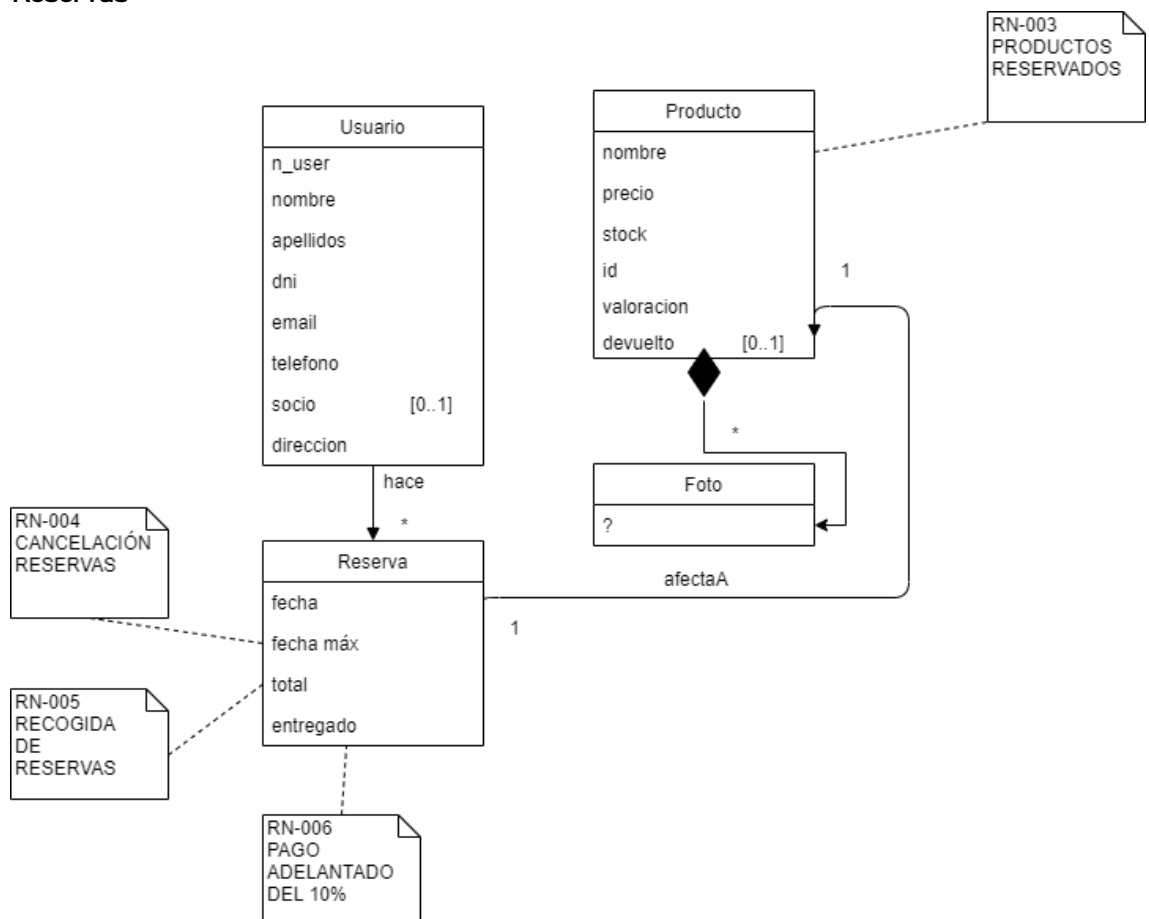 Reservas
RN-003
PRODUCTOS
RESERVADOS
Usuario
n_user
nombre
apellidos
dni
email
telefono
socio [0..1]
direccion
Producto
nombre
precio
stock
id
valoracion
devuelto [0..1]
1
*
Foto
?
hace
*
RN-004
CANCELACIÓN
RESERVAS
Reserva
fecha
fecha máx
total
entregado
afectaA
1
RN-005
RECOGIDA
DE
RESERVAS
RN-006
PAGO
ADELANTADO
DEL 10%